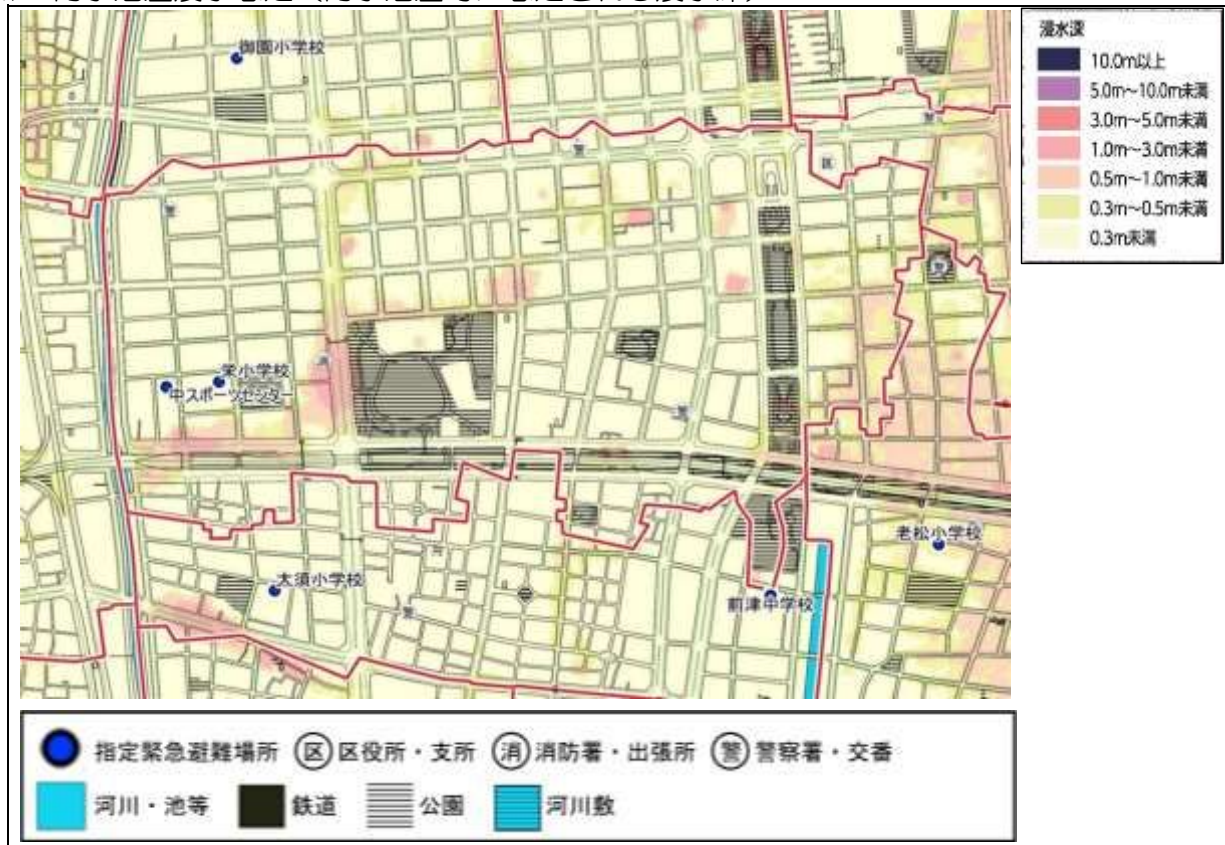 御園小学校
栄小学校
中スポーツセンター
大須小学校
前津中学校
老松小学校
浸水深
10.0m以上
5.0m~10.0m未満
3.0m~5.0m未満
1.0m~3.0m未満
0.5m~1.0m未満
0.3m~0.5m未満
0.3m未満
指定緊急避難場所 区 区役所・支所 消 消防署・出張所 警 警察署・交番
河川・池等 鉄道 公園 河川敷